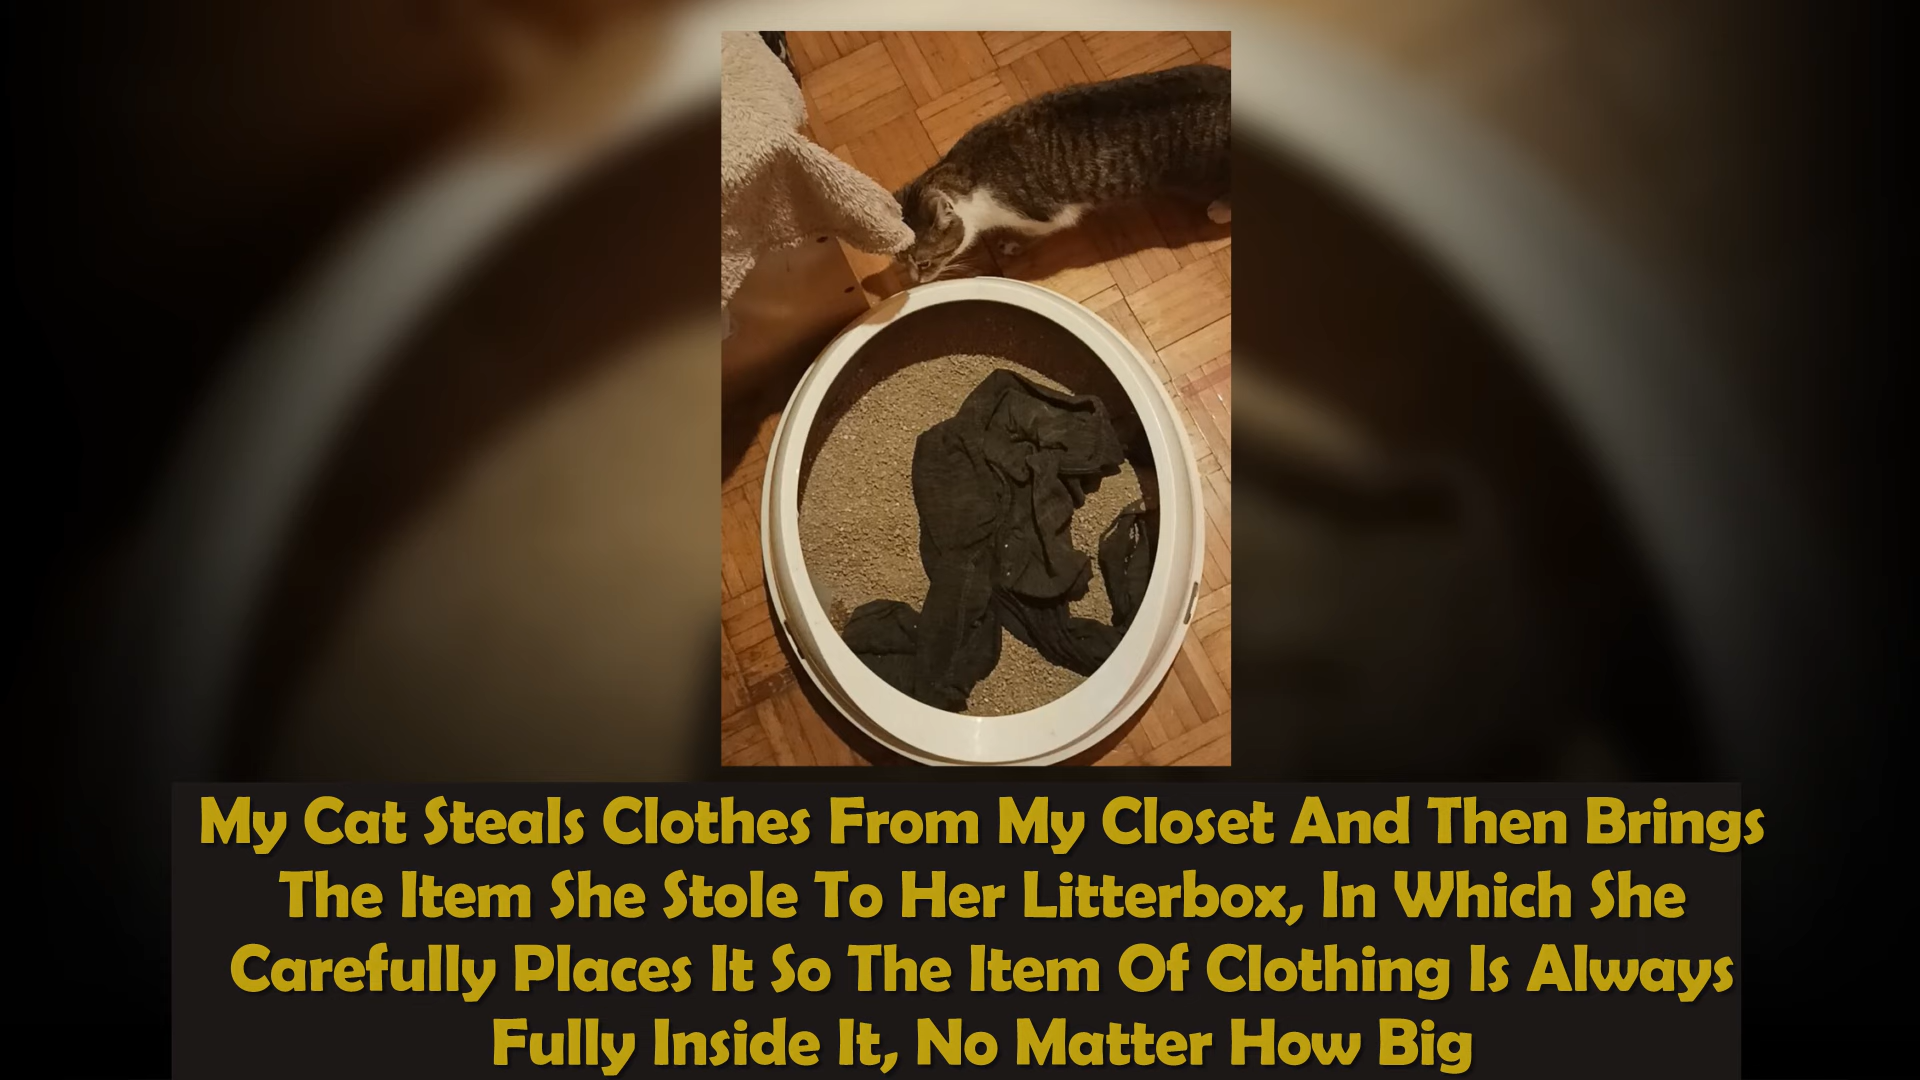 My Cat Steals Clothes From My Closet And Then Brings
The Item She Stole To Her Litterbox, In Which She
Carefully Places It So The Item Of Clothing Is Always
Fully Inside It, No Matter How Big